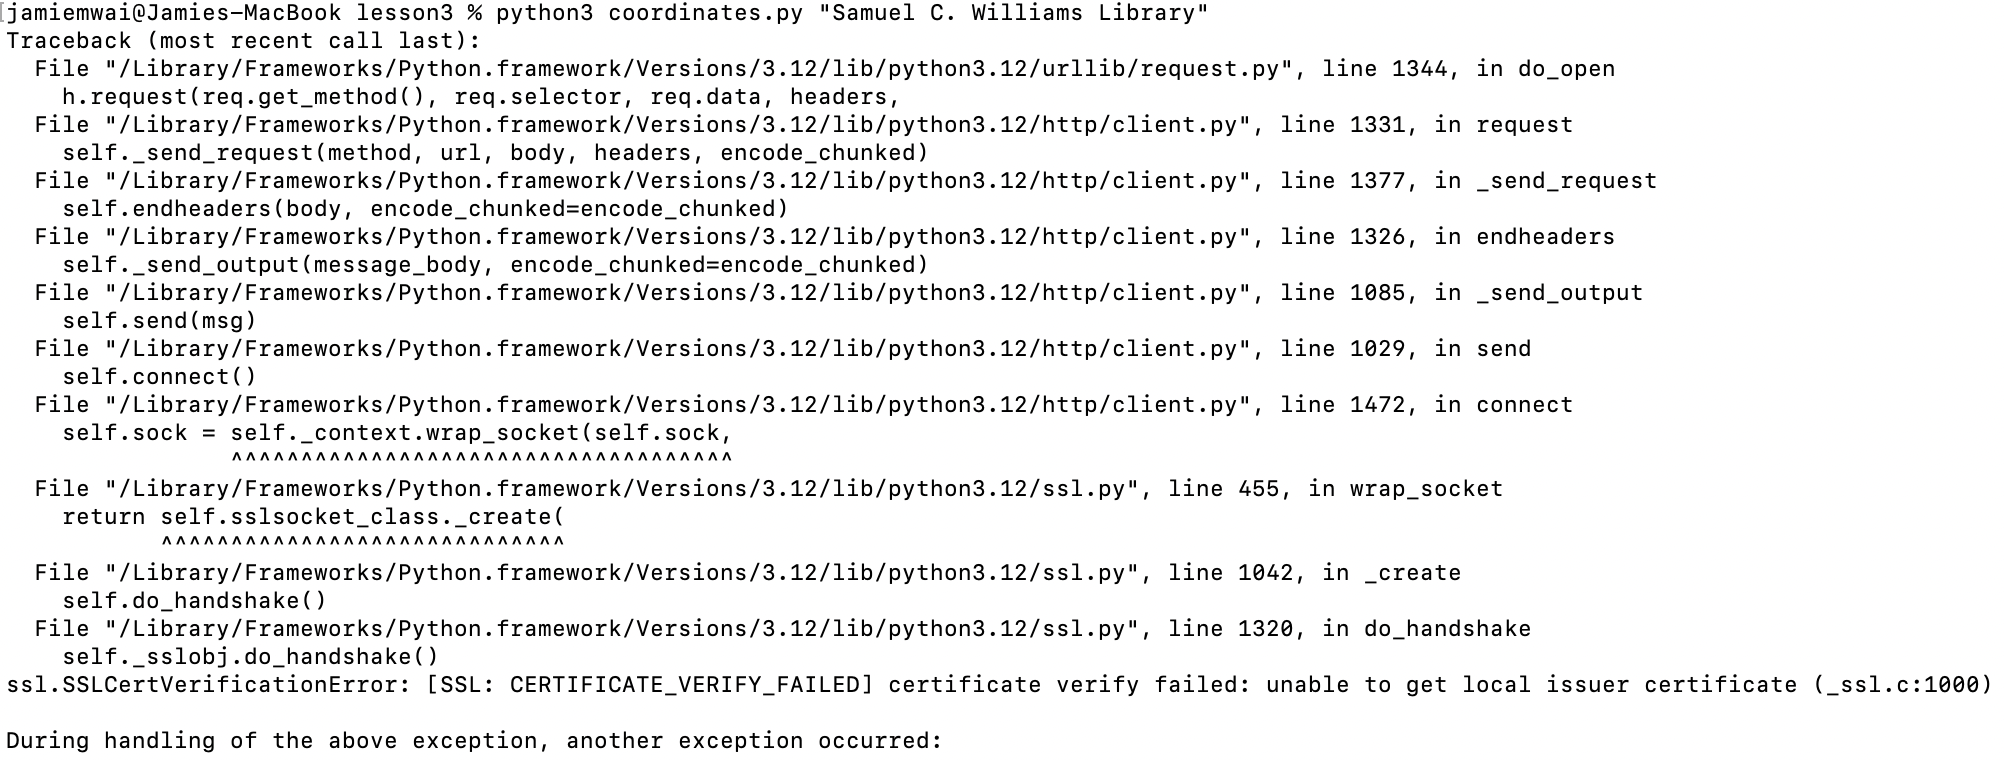 [jamiemwai@Jamies-MacBook lesson3 % python3 coordinates.py "Samuel C. Williams Library"
Traceback (most recent call last):
  File "/Library/Frameworks/Python.framework/Versions/3.12/lib/python3.12/urllib/request.py", line 1344, in do_open
    h.request(req.get_method(), req.selector, req.data, headers,
  File "/Library/Frameworks/Python.framework/Versions/3.12/lib/python3.12/http/client.py", line 1331, in request
    self._send_request(method, url, body, headers, encode_chunked)
  File "/Library/Frameworks/Python.framework/Versions/3.12/lib/python3.12/http/client.py", line 1377, in _send_request
    self.endheaders(body, encode_chunked=encode_chunked)
  File "/Library/Frameworks/Python.framework/Versions/3.12/lib/python3.12/http/client.py", line 1326, in endheaders
    self._send_output(message_body, encode_chunked=encode_chunked)
  File "/Library/Frameworks/Python.framework/Versions/3.12/lib/python3.12/http/client.py", line 1085, in _send_output
    self.send(msg)
  File "/Library/Frameworks/Python.framework/Versions/3.12/lib/python3.12/http/client.py", line 1029, in send
    self.connect()
  File "/Library/Frameworks/Python.framework/Versions/3.12/lib/python3.12/http/client.py", line 1472, in connect
    self.sock = self._context.wrap_socket(self.sock,
                ^^^^^^^^^^^^^^^^^^^^^^^^^^^^^^^^^^^^
  File "/Library/Frameworks/Python.framework/Versions/3.12/lib/python3.12/ssl.py", line 455, in wrap_socket
    return self.sslsocket_class._create(
           ^^^^^^^^^^^^^^^^^^^^^^^^^^^^^
  File "/Library/Frameworks/Python.framework/Versions/3.12/lib/python3.12/ssl.py", line 1042, in _create
    self.do_handshake()
  File "/Library/Frameworks/Python.framework/Versions/3.12/lib/python3.12/ssl.py", line 1320, in do_handshake
    self._sslobj.do_handshake()
ssl.SSLCertVerificationError: [SSL: CERTIFICATE_VERIFY_FAILED] certificate verify failed: unable to get local issuer certificate (_ssl.c:1000)

During handling of the above exception, another exception occurred: